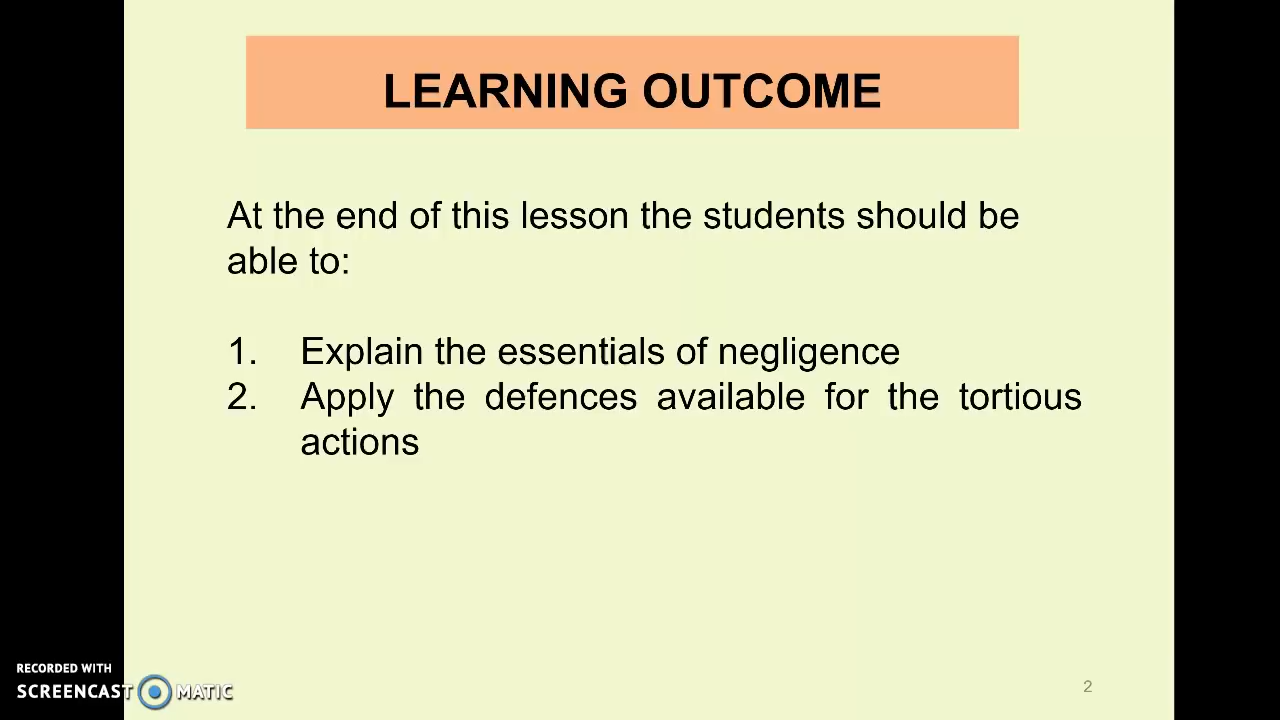 LEARNING OUTCOME
At the end of this lesson the students should be
able to:
1. Explain the essentials of negligence
2. Apply the defences available for the tortious
actions
RECORDED WITH
SCREENCAST MATIC
2